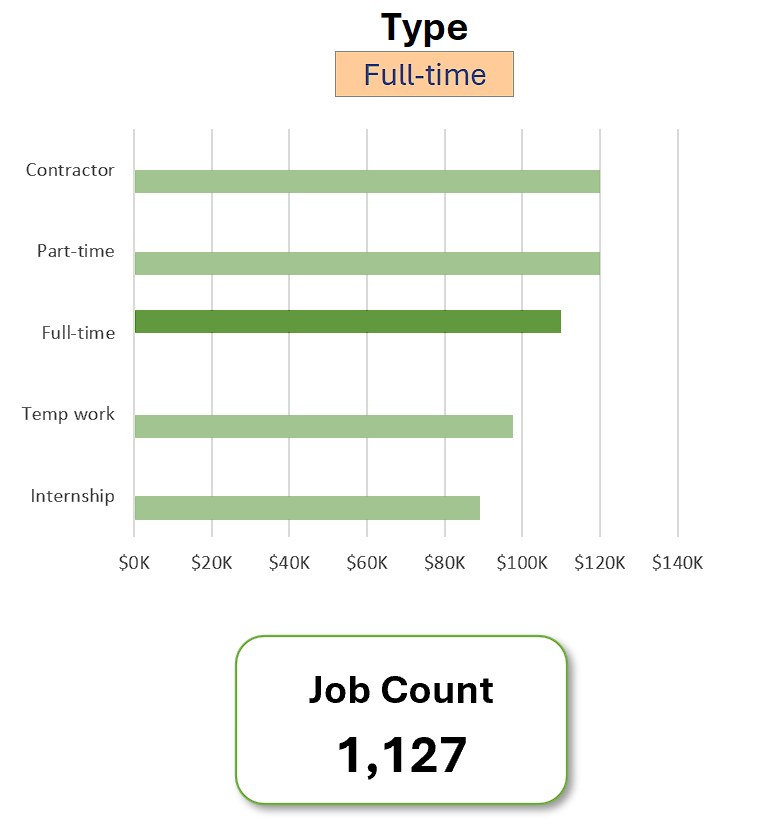 Type
Full-time
Contractor
Part-time
Full-time
Temp work
Internship
$0K $20K $40K $60K $80K $100K $120K $140K
Job Count
1,127